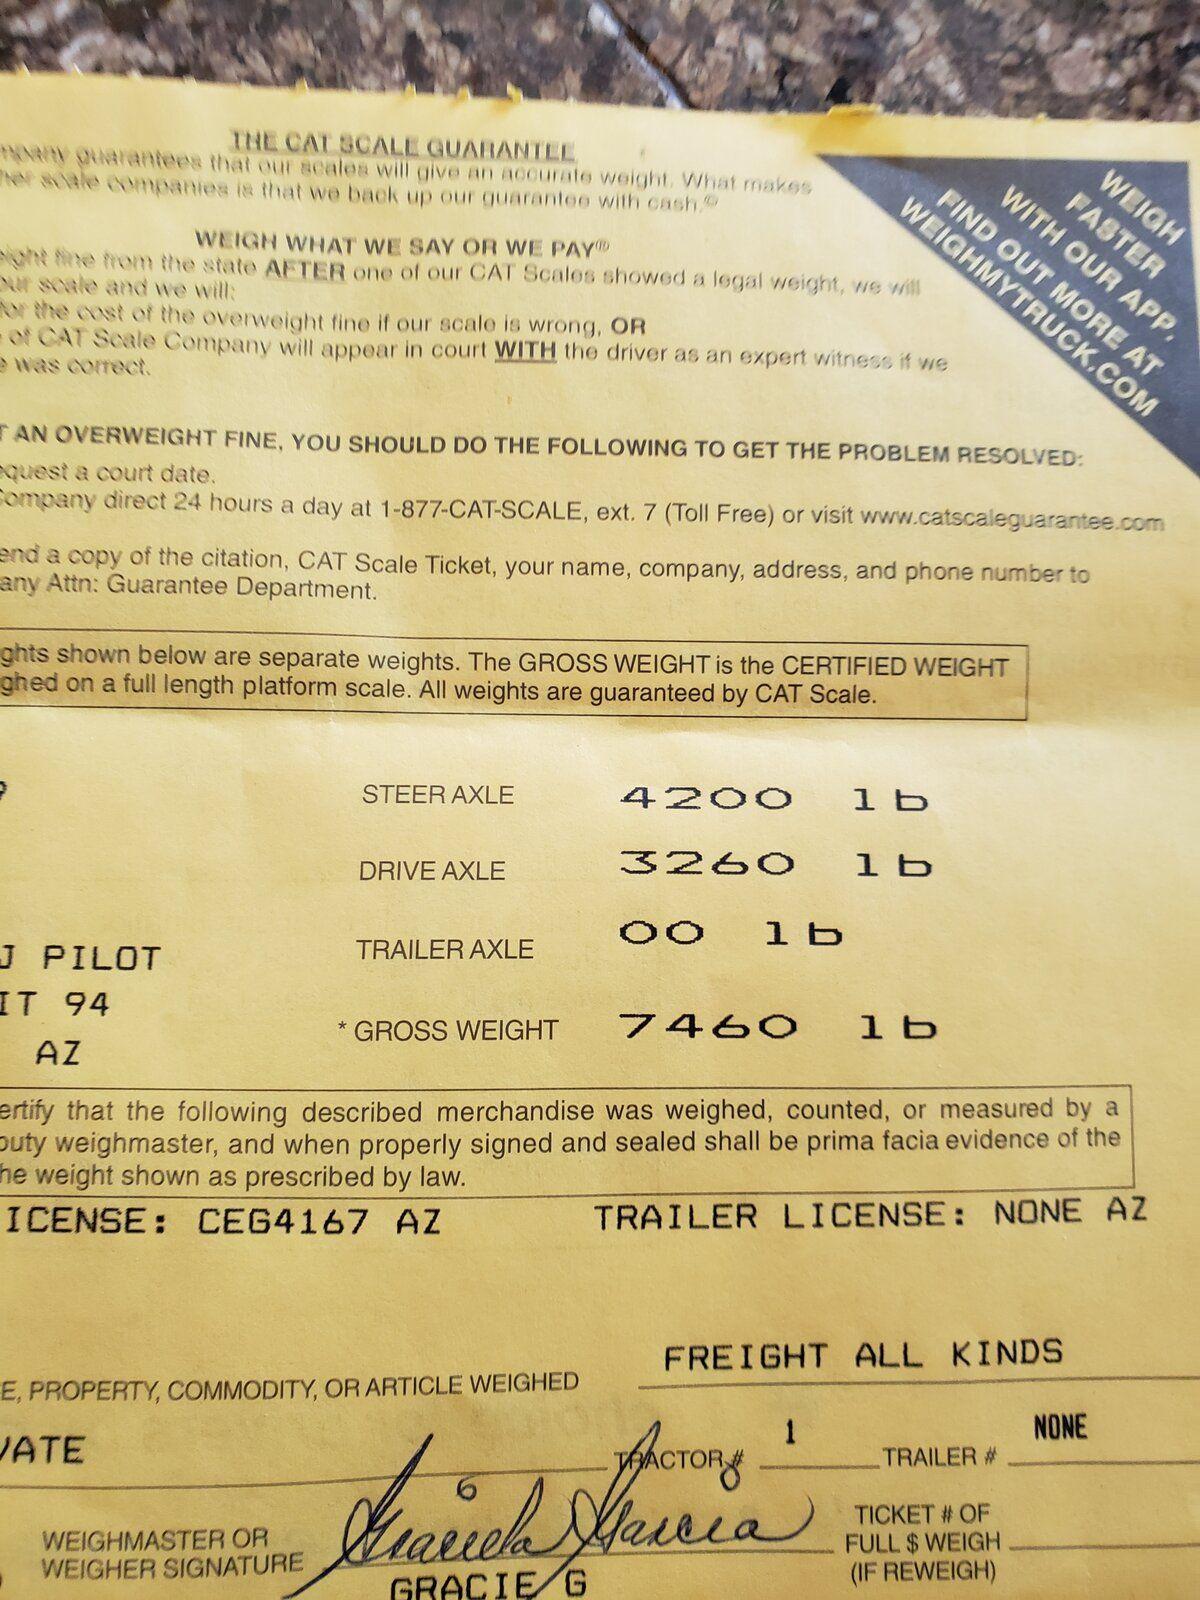 THE CAT SCALE GUARANTEE
mpany guarantees that our scales will give an accurate weight. What makes
her scale companies is that we back up our guarantee with cash.©
WEIGH WHAT WE SAY OR WE PAY®
eight fine from the state AFTER one of our CAT Scales showed a legal weight, we will
our scale and we will:
for the cost of the overweight fine if our scale is wrong, OR
e of CAT Scale Company will appear in court WITH the driver as an expert witness if we
e was correct.
WEIGH
FASTER
WITH OUR APP.
FIND OUT MORE AT
WEIGHMYTRUCK.COM
T AN OVERWEIGHT FINE, YOU SHOULD DO THE FOLLOWING TO GET THE PROBLEM RESOLVED:
equest a court date.
Company direct 24 hours a day at 1-877-CAT-SCALE, ext. 7 (Toll Free) or visit www.catscaleguarantee.com
end a copy of the citation, CAT Scale Ticket, your name, company, address, and phone number to
any Attn: Guarantee Department.
ghts shown below are separate weights. The GROSS WEIGHT is the CERTIFIED WEIGHT
ghed on a full length platform scale. All weights are guaranteed by CAT Scale.
STEER AXLE 4200 lb
DRIVE AXLE 3260 lb
TRAILER AXLE 00 lb
J PILOT
IT 94
* GROSS WEIGHT 7460 lb
AZ
ertify that the following described merchandise was weighed, counted, or measured by a
puty weighmaster, and when properly signed and sealed shall be prima facia evidence of the
he weight shown as prescribed by law.
ICENSE: CEG4167 AZ TRAILER LICENSE: NONE AZ
FREIGHT ALL KINDS
E, PROPERTY, COMMODITY, OR ARTICLE WEIGHED
VATE TRACTOR # 1 TRAILER # NONE
WEIGHMASTER OR
WEIGHER SIGNATURE
Graciela Garcia
GRACIE G
TICKET # OF
FULL $ WEIGH
(IF REWEIGH)